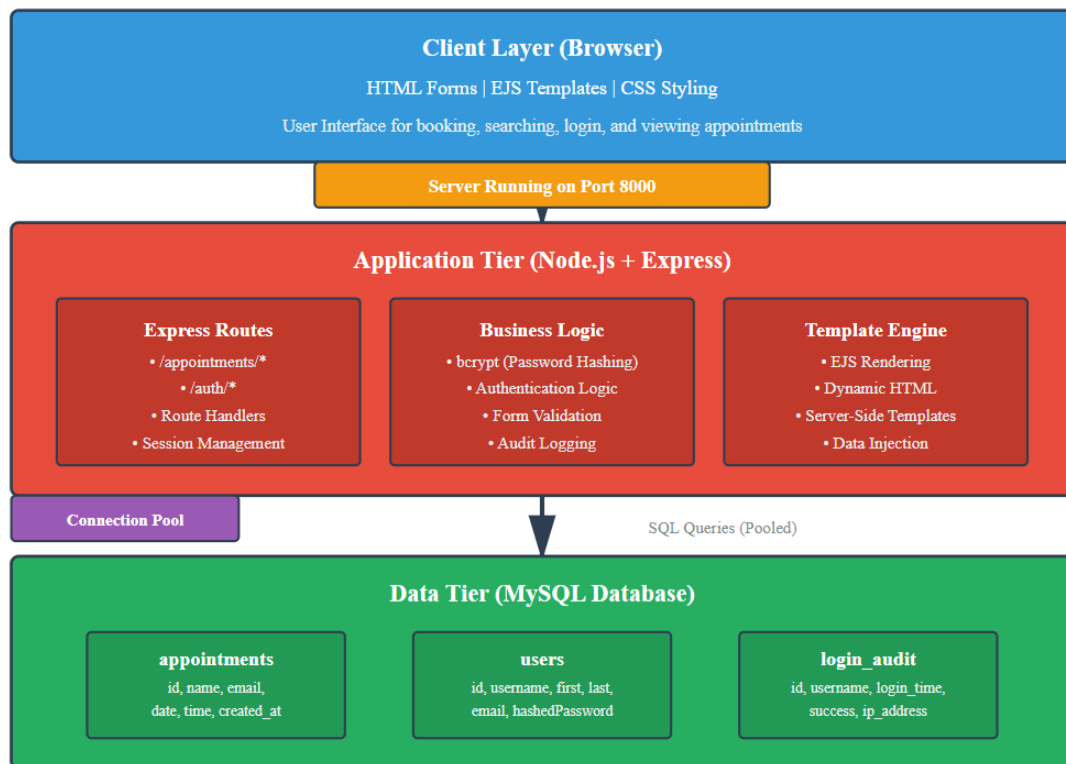 Client Layer (Browser)
HTML Forms | EJS Templates | CSS Styling
User Interface for booking, searching, login, and viewing appointments
Server Running on Port 8000
Application Tier (Node.js + Express)
Express Routes
• /appointments/*
• /auth/*
• Route Handlers
• Session Management
Business Logic
• bcrypt (Password Hashing)
• Authentication Logic
• Form Validation
• Audit Logging
Template Engine
• EJS Rendering
• Dynamic HTML
• Server-Side Templates
• Data Injection
Connection Pool
SQL Queries (Pooled)
Data Tier (MySQL Database)
appointments
id, name, email,
date, time, created_at
users
id, username, first, last,
email, hashedPassword
login_audit
id, username, login_time,
success, ip_address